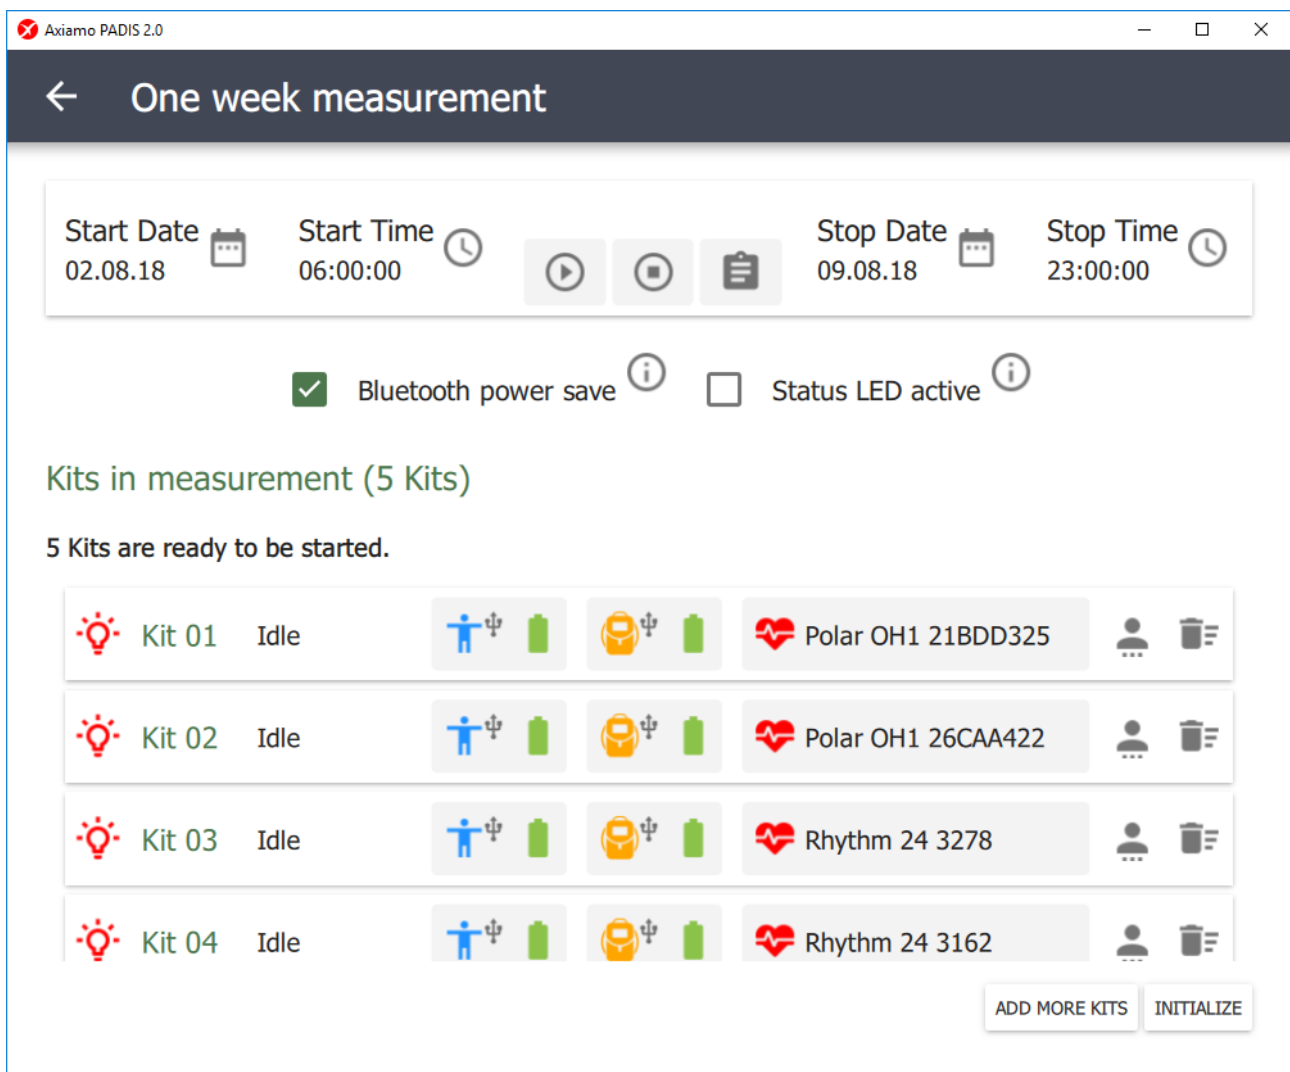 Axiamo PADIS 2.0
One week measurement
Start Date
02.08.18
Start Time
06:00:00
Stop Date
09.08.18
Stop Time
23:00:00
Bluetooth power save
Status LED active
Kits in measurement (5 Kits)
5 Kits are ready to be started.
Kit 01 Idle Polar OH1 21BDD325
Kit 02 Idle Polar OH1 26CAA422
Kit 03 Idle Rhythm 24 3278
Kit 04 Idle Rhythm 24 3162
ADD MORE KITS INITIALIZE